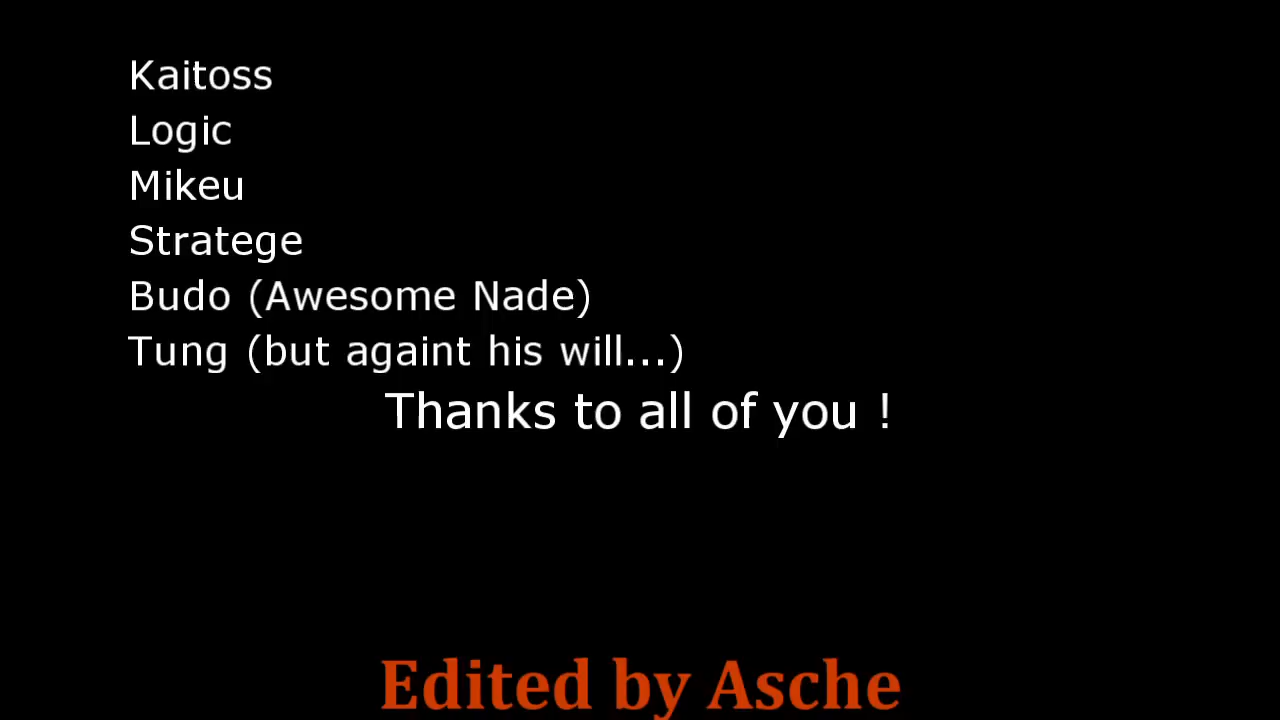 Kaitoss
Logic
Mikeu
Stratege
Budo (Awesome Nade)
Tung (but againt his will...)
Thanks to all of you !
Edited by Asche